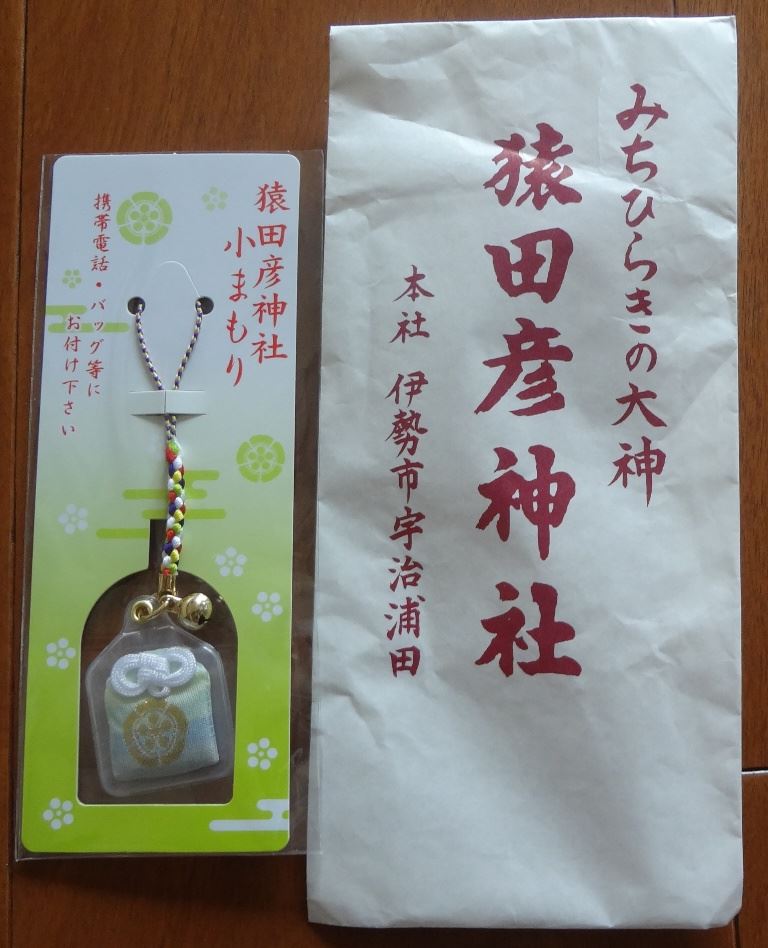 猿田彦神社
小まもり
携帯電話・バッグ等に
お付け下さい
みちひらきの大神
猿田彦神社
本社 伊勢市宇治浦田